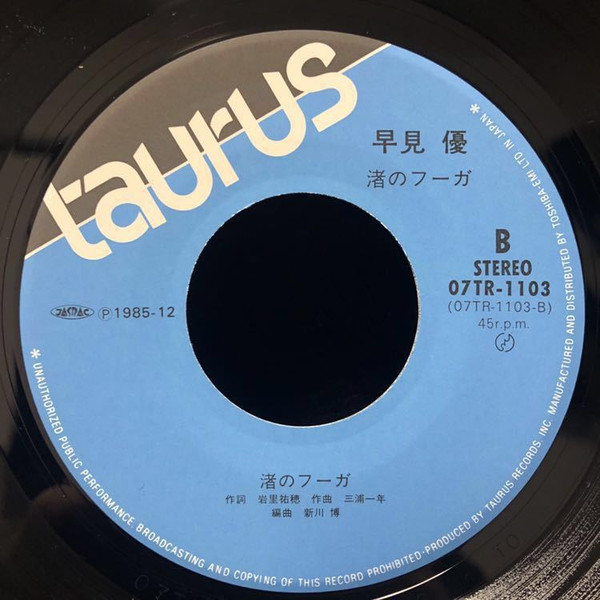 taurus
早見 優
渚のフーガ
B
STEREO
07TR-1103
(07TR-1103-B)
45r.p.m.
JASRAC Ⓟ1985-12
渚のフーガ
作詞 岩里祐穂 作曲 三浦一年
編曲 新川 博
* UNAUTHORIZED PUBLIC PERFORMANCE, BROADCASTING AND COPYING OF THIS RECORD PROHIBITED-MFD BY TAURUS RECORDS, INC. MANUFACTURED AND DISTRIBUTED BY TOSHIBA-EMI LTD IN JAPAN *